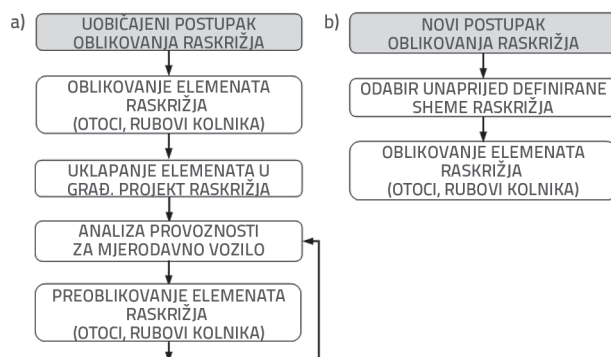 a)
UOBIČAJENI POSTUPAK
OBLIKOVANJA RASKRIŽJA
OBLIKOVANJE ELEMENATA
RASKRIŽJA
(OTOCI, RUBOVI KOLNIKA)
UKLAPANJE ELEMENATA U
GRAĐ. PROJEKT RASKRIŽJA
ANALIZA PROVOZNOSTI
ZA MJERODAVNO VOZILO
PREOBLIKOVANJE ELEMENATA
RASKRIŽJA
(OTOCI, RUBOVI KOLNIKA)
b)
NOVI POSTUPAK
OBLIKOVANJA RASKRIŽJA
ODABIR UNAPRIJED DEFINIRANE
SHEME RASKRIŽJA
OBLIKOVANJE ELEMENATA
RASKRIŽJA
(OTOCI, RUBOVI KOLNIKA)